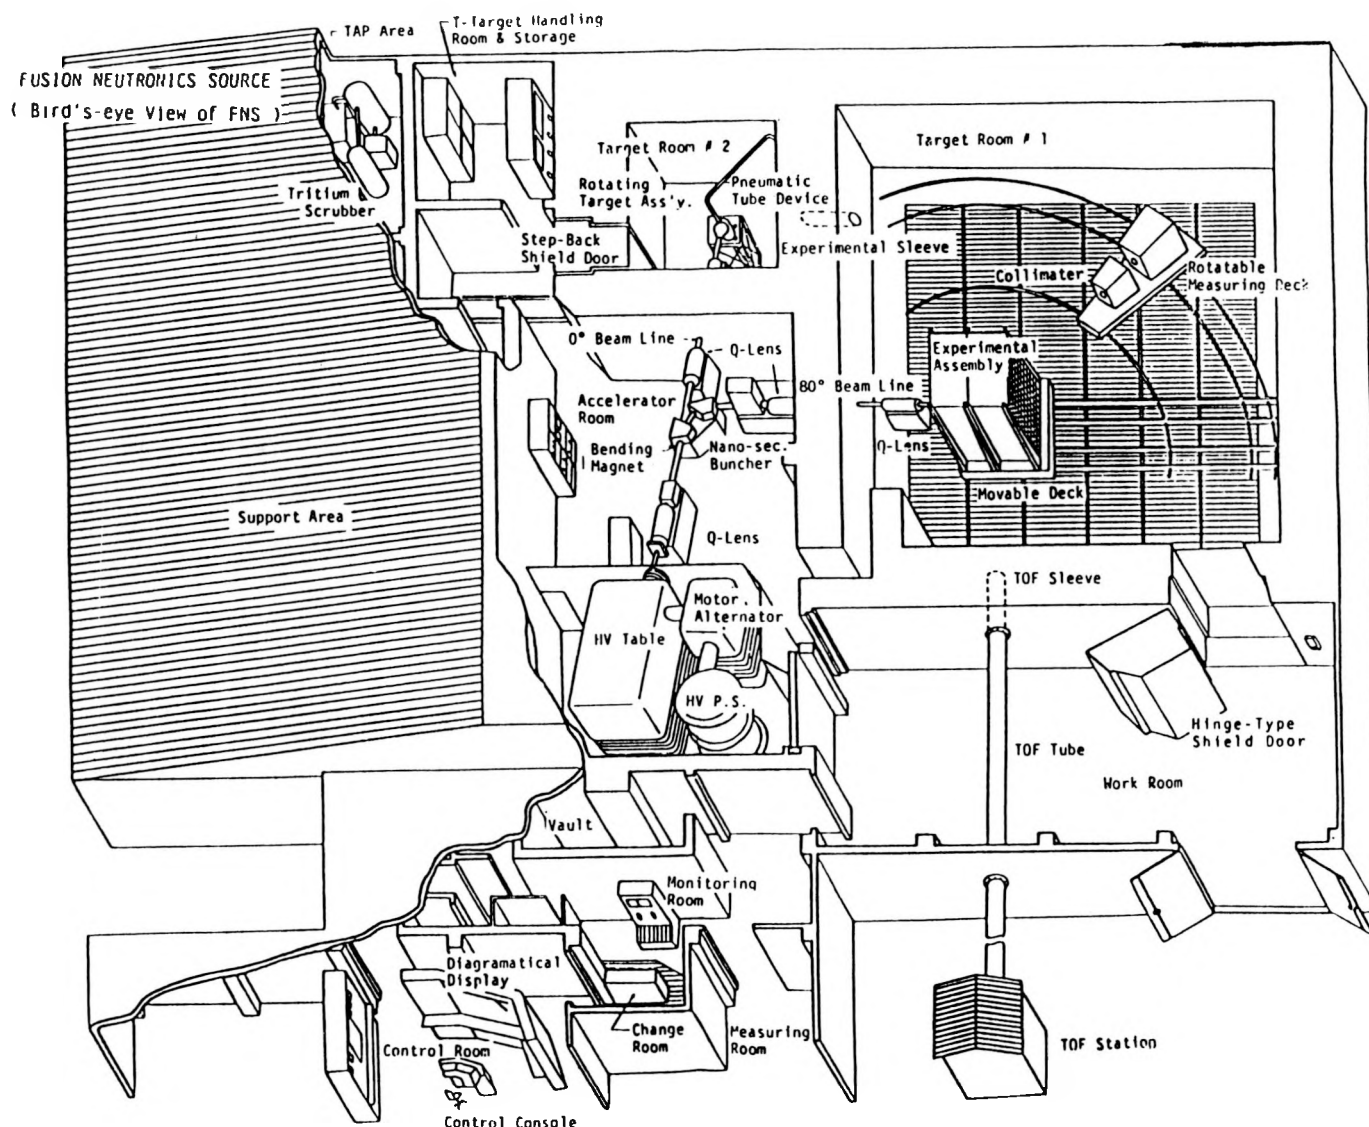 TAP Area
T-Target Handling
Room & Storage
FUSION NEUTRONICS SOURCE
( Bird's-eye View of FNS )
Target Room # 2
Target Room # 1
Tritium
Scrubber
Rotating
Target Ass'y.
Pneumatic
Tube Device
Step-Back
Shield Door
Experimental Sleeve
Collimater
Rotatable
Measuring Deck
0° Beam Line
Q-Lens
Experimental
Assembly
80° Beam Line
Accelerator
Room
Bending
Magnet
Nano-sec.
Buncher
Q-Lens
Movable Deck
Support Area
Q-Lens
TOF Sleeve
Motor
Alternator
HV Table
HV P.S.
Hinge-Type
Shield Door
TOF Tube
Work Room
Vault
Monitoring
Room
Diagramatical
Display
Change
Room
Measuring
Room
Control Room
TOF Station
Control Console